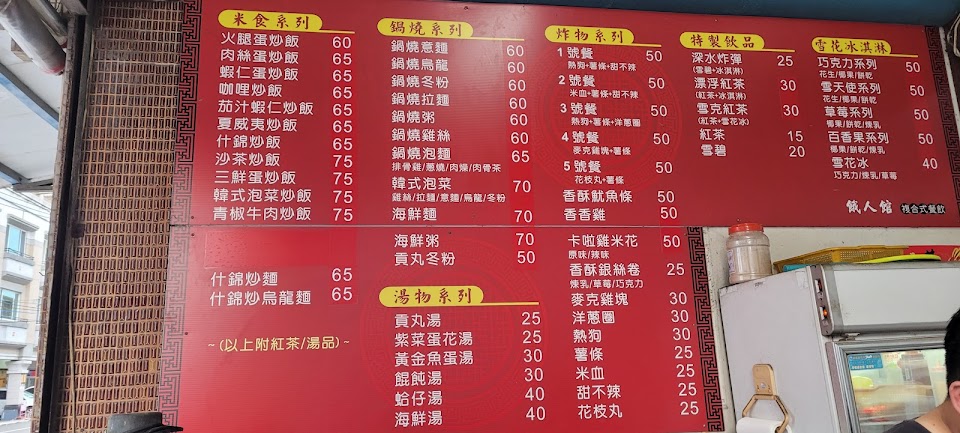 米食系列
火腿蛋炒飯 60
肉絲蛋炒飯 65
蝦仁蛋炒飯 65
咖哩炒飯 65
茄汁蝦仁炒飯 65
夏威夷炒飯 65
什錦炒飯 65
沙茶炒飯 75
三鮮蛋炒飯 75
韓式泡菜炒飯 75
青椒牛肉炒飯 75
什錦炒麵 65
什錦炒烏龍麵 65
~(以上附紅茶/湯品)~
鍋燒系列
鍋燒意麵 60
鍋燒烏龍 60
鍋燒冬粉 60
鍋燒拉麵 60
鍋燒粥 60
鍋燒雞絲 60
鍋燒泡麵 65
排骨雞/蔥燒/肉燥/肉骨茶
韓式泡菜 70
雞絲/拉麵/意麵/烏龍/冬粉
海鮮麵 70
海鮮粥 70
貢丸冬粉 50
湯物系列
貢丸湯 25
紫菜蛋花湯 25
黃金魚蛋湯 30
餛飩湯 30
蛤仔湯 40
海鮮湯 40
炸物系列
1號餐 50
熱狗+薯條+甜不辣
2號餐 50
米血+薯條+甜不辣
3號餐 50
熱狗+薯條+洋蔥圈
4號餐 50
麥克雞塊+薯條
5號餐 50
花枝丸+薯條
香酥魷魚條 50
香香雞 50
卡啦雞米花 50
原味/辣味
香酥銀絲卷 25
煉乳/草莓/巧克力
麥克雞塊 30
洋蔥圈 30
熱狗 30
薯條 25
米血 25
甜不辣 25
花枝丸 25
特製飲品
深水炸彈 25
(雪碧+冰淇淋)
漂浮紅茶 30
(紅茶+冰淇淋)
雪克紅茶 30
(紅茶+雪花冰)
紅茶 15
雪碧 20
雪花冰淇淋
巧克力系列 50
花生/椰果/餅乾
雪天使系列 50
花生/椰果/餅乾
草莓系列 50
椰果/餅乾/煉乳
百香果系列 50
椰果/餅乾/煉乳
雪花冰 40
巧克力/煉乳/草莓
餓人館 複合式餐飲